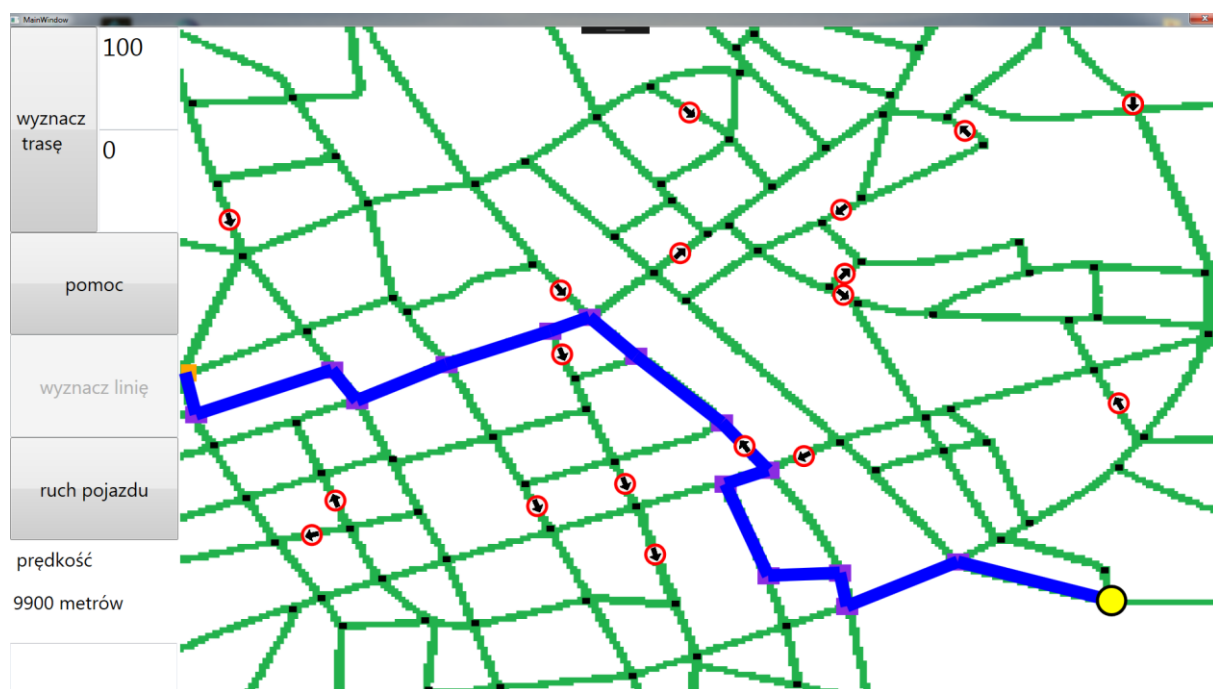 MainWindow
wyznacz
trasę
100
0
pomoc
wyznacz linię
ruch pojazdu
prędkość
9900 metrów